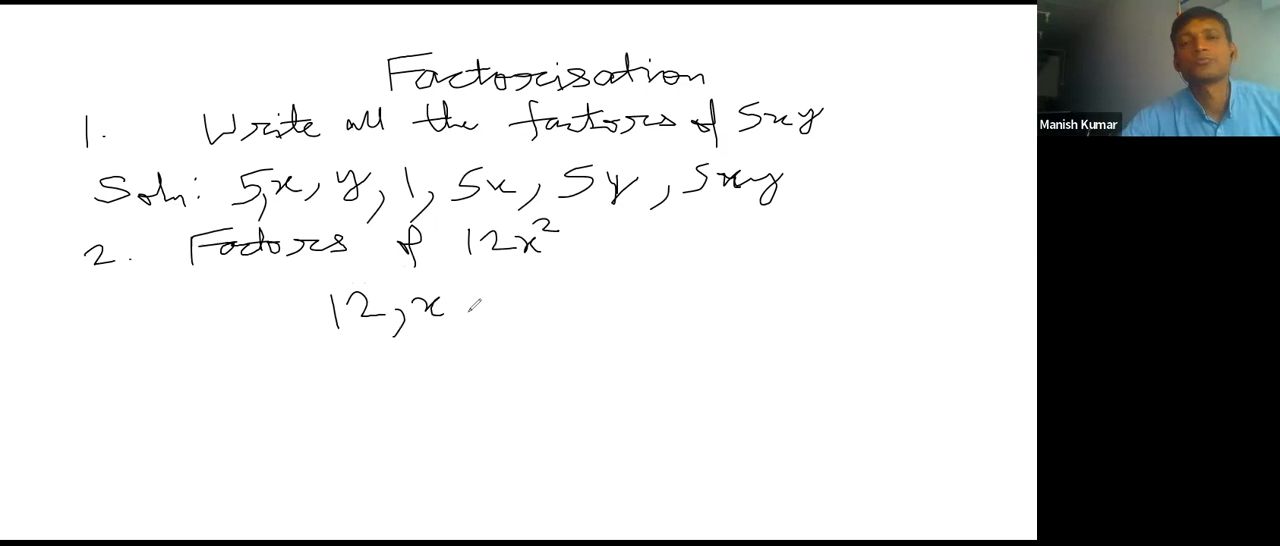 Factorisation
1. Write all the factors of 5xy
Soln: 5, x, y, 1, 5x, 5y, 5xy
2. Factors of 12x²
12, x
Manish Kumar